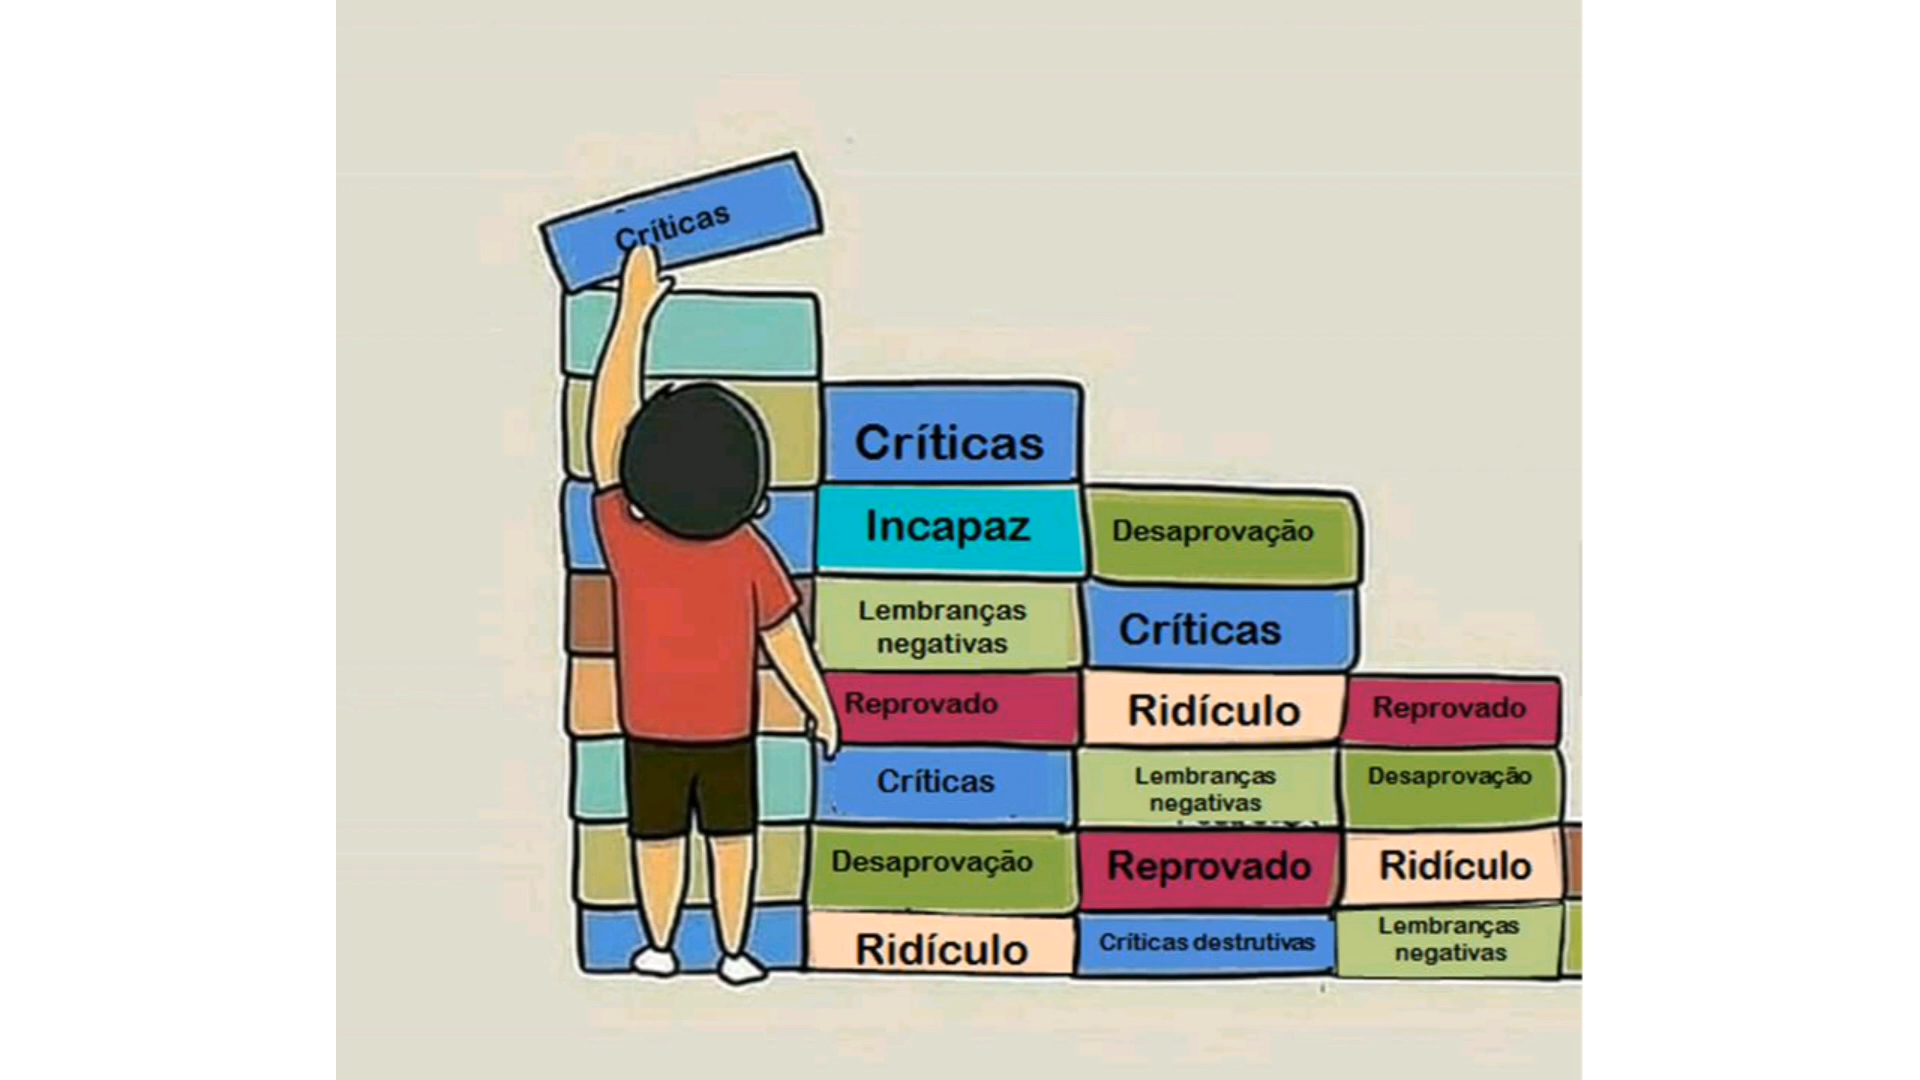 Críticas
Críticas
Incapaz
Desaprovação
Lembranças
negativas
Críticas
Reprovado
Ridículo
Reprovado
Críticas
Lembranças
negativas
Desaprovação
Desaprovação
Reprovado
Ridículo
Ridículo
Críticas destrutivas
Lembranças
negativas